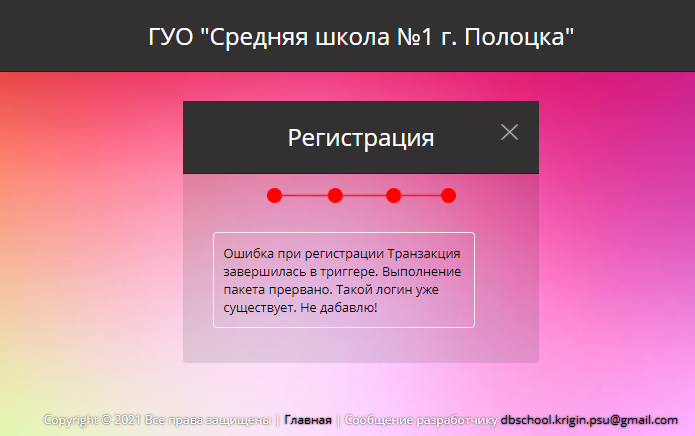 ГУО "Средняя школа №1 г. Полоцка"
Регистрация
Ошибка при регистрации Транзакция
завершилась в триггере. Выполнение
пакета прервано. Такой логин уже
существует. Не дабавлю!
Copyright © 2021 Все права защищены | Главная | Сообщение разработчику dbschool.krigin.psu@gmail.com